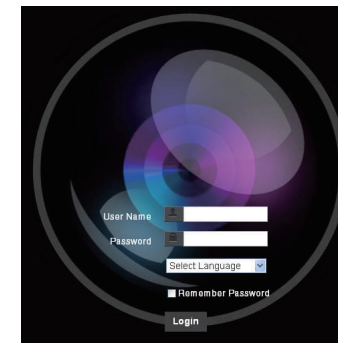 User Name
Password
Select Language
Remember Password
Login